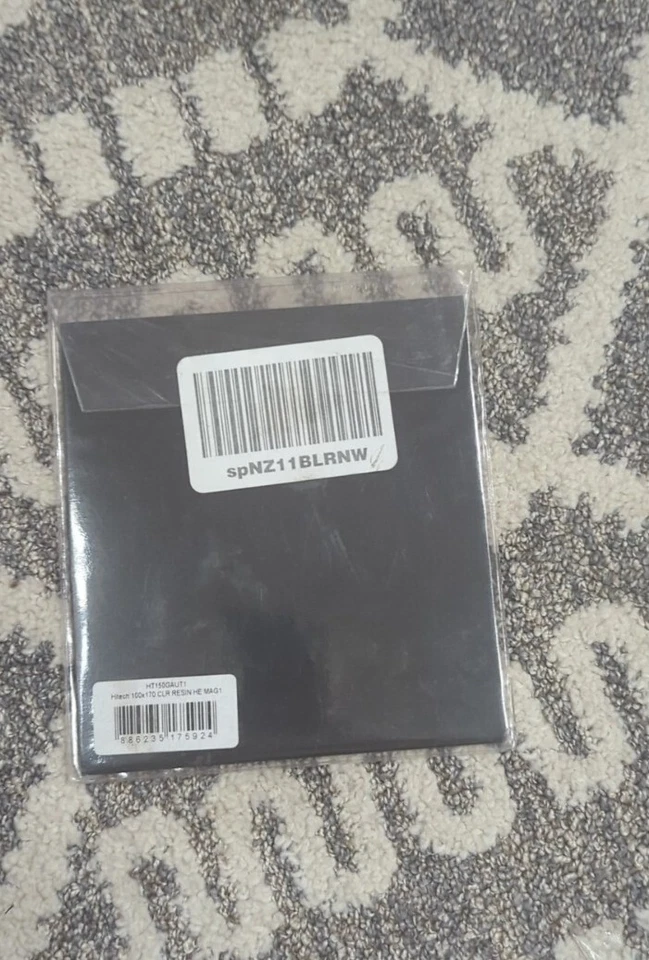 spNZ11BLRNW
HT150GAUT1
Hitech 100x170 CLR RESIN HE MAG1
886235175924